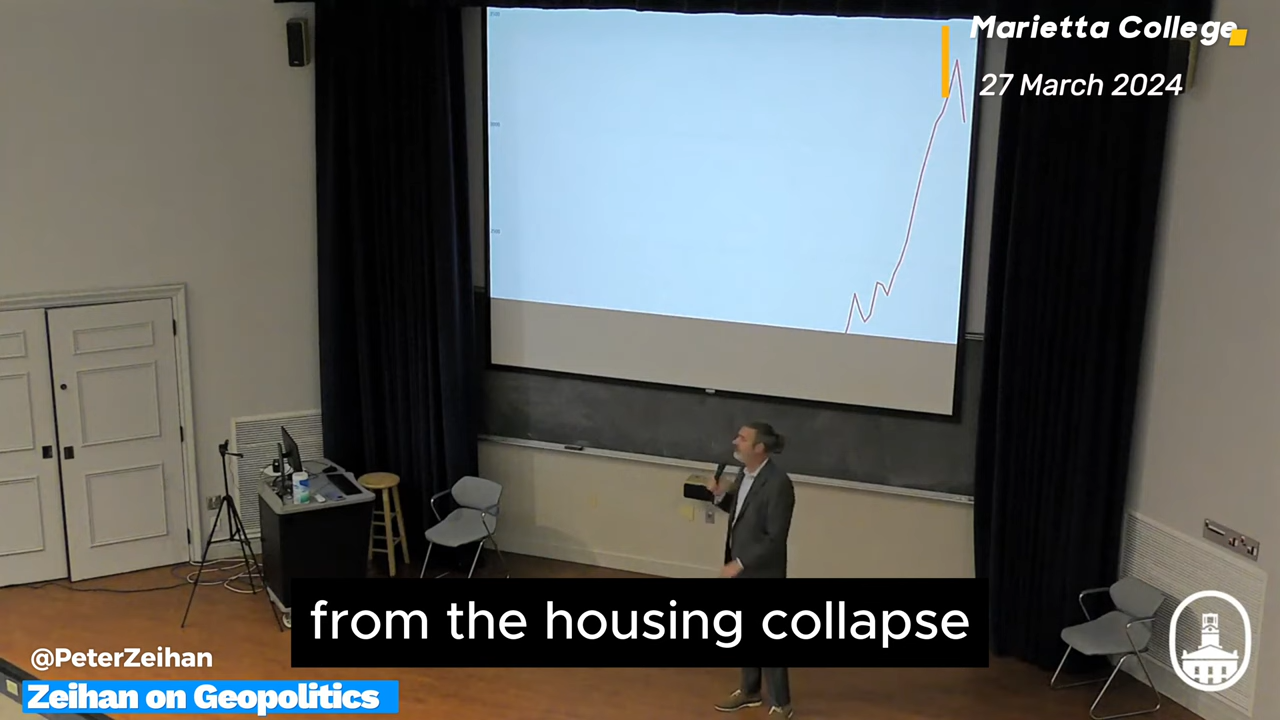 Marietta College
27 March 2024
from the housing collapse
@PeterZeihan
Zeihan on Geopolitics